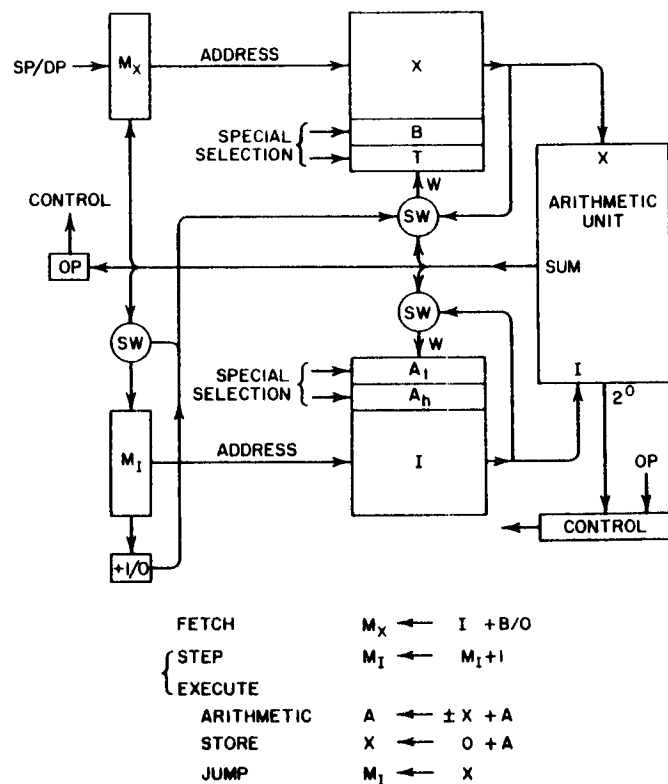 SP/DP
M_X
ADDRESS
X
SPECIAL
SELECTION
B
T
W
X
ARITHMETIC
UNIT
CONTROL
SW
OP
SUM
SW
SW
W
SPECIAL
SELECTION
A_l
A_h
I
2^0
M_I
ADDRESS
I
OP
CONTROL
+1/0
FETCH M_X ← I + B/0
STEP M_I ← M_I + 1
EXECUTE
ARITHMETIC A ← ± X + A
STORE X ← 0 + A
JUMP M_I ← X